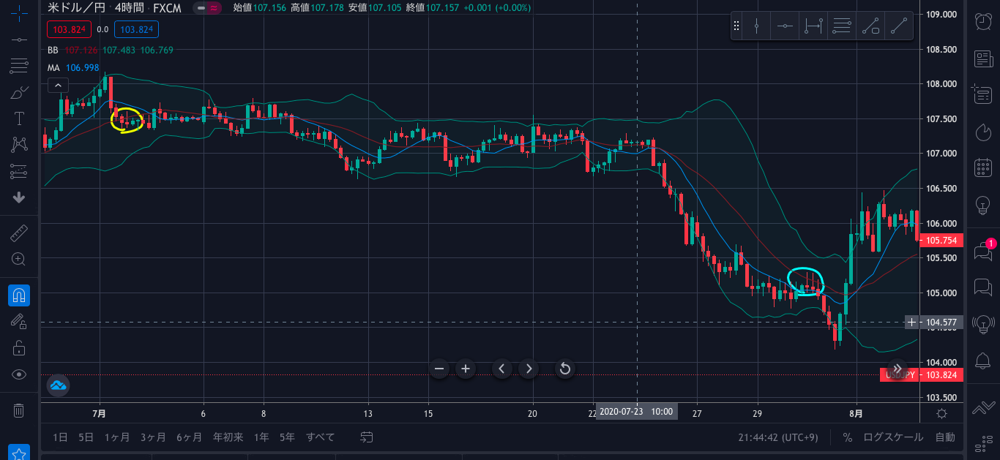 米ドル／円 · 4時間 · FXCM 始値107.156 高値107.178 安値107.105 終値107.157 +0.001 (+0.00%)
103.824 0.0 103.824
BB 107.126 107.483 106.769
MA 106.998
109.000
108.500
108.000
107.500
107.000
106.500
106.000
105.754
105.500
105.000
104.577
104.000
USDJPY 103.824
103.500
7月 6 8 13 15 20 22 2020-07-23 10:00 27 29 8月
1日 5日 1ヶ月 3ヶ月 6ヶ月 年初来 1年 5年 すべて 21:44:42 (UTC+9) % ログスケール 自動
1